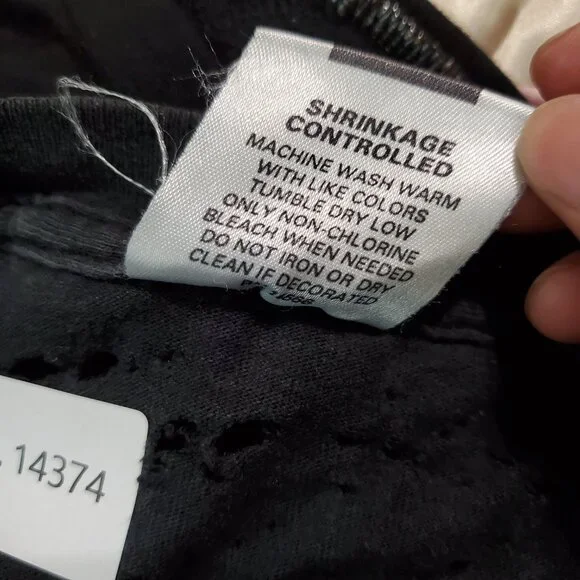 SHRINKAGE
CONTROLLED
MACHINE WASH WARM
WITH LIKE COLORS
TUMBLE DRY LOW
ONLY NON-CHLORINE
BLEACH WHEN NEEDED
DO NOT IRON OR DRY
CLEAN IF DECORATED
14374